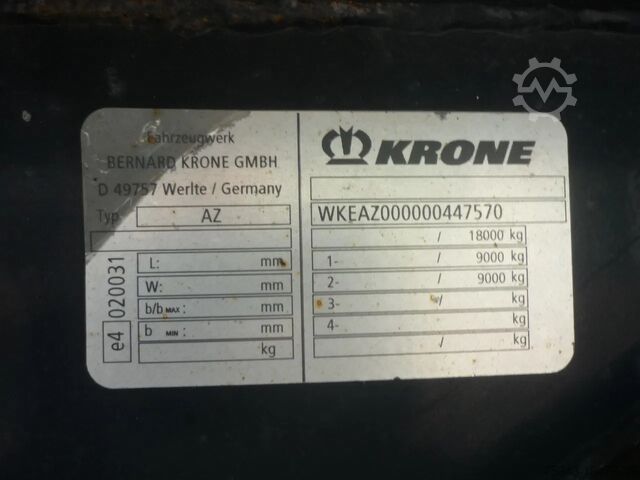 Fahrzeugwerk
BERNARD KRONE GMBH
D 49757 Werlte / Germany
Typ AZ
e4 020031
L: mm
W: mm
b/b MAX : mm
b MIN : mm
kg
KRONE
WKEAZ000000447570
/ 18000 kg
1- / 9000 kg
2- / 9000 kg
3- / kg
4- kg
/ kg